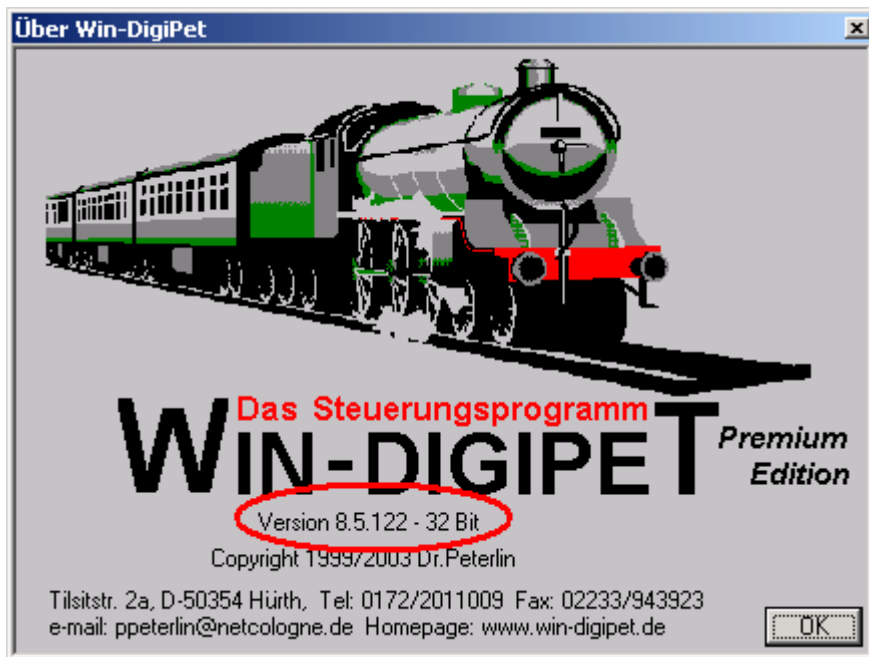 Über Win-DigiPet
Das Steuerungsprogramm
WIN-DIGIPET
Premium
Edition
Version 8.5.122 - 32 Bit
Copyright 1999/2003 Dr.Peterlin
Tilsitstr. 2a, D-50354 Hürth, Tel: 0172/2011009 Fax: 02233/943923
e-mail: ppeterlin@netcologne.de Homepage: www.win-digipet.de
OK